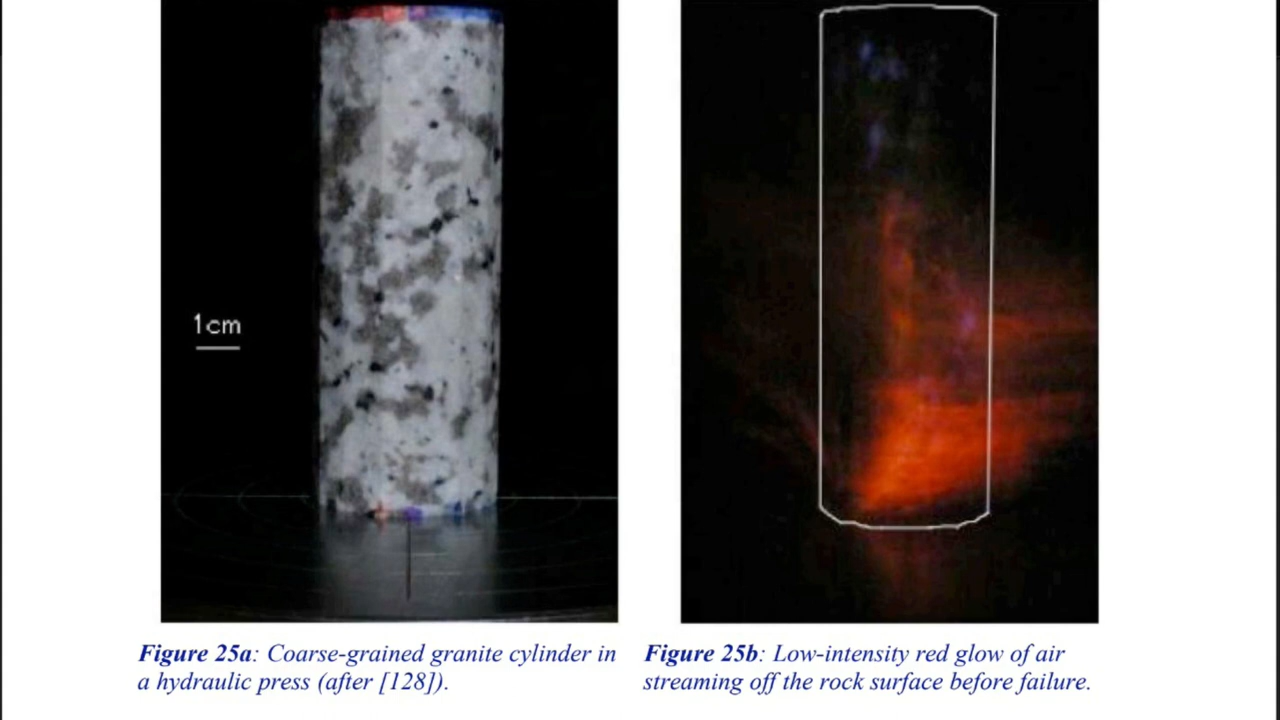 1cm
Figure 25a: Coarse-grained granite cylinder in
a hydraulic press (after [128]).
Figure 25b: Low-intensity red glow of air
streaming off the rock surface before failure.